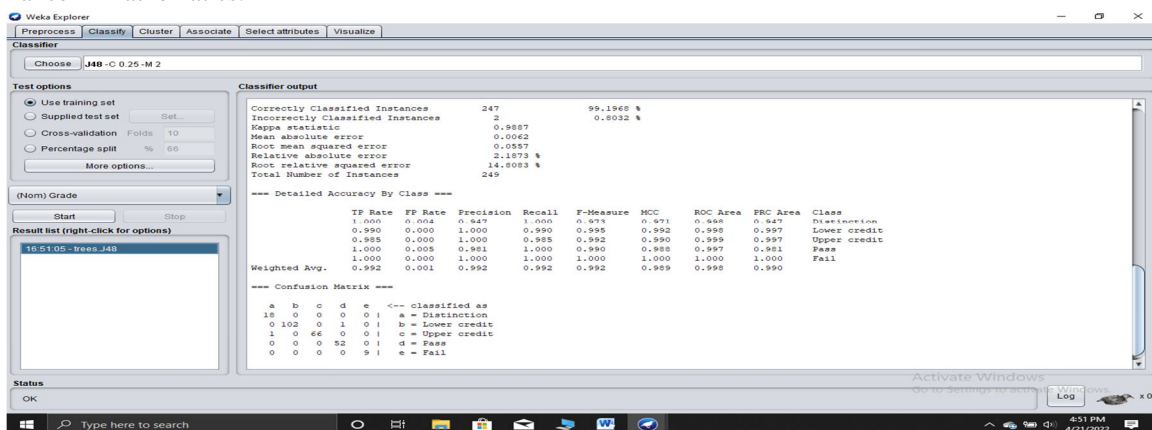 Weka Explorer
Preprocess Classify Cluster Associate Select attributes Visualize
Classifier
Choose J48 -C 0.25 -M 2
Test options
Use training set
Supplied test set Set...
Cross-validation Folds 10
Percentage split % 66
More options...
(Nom) Grade
Start Stop
Result list (right-click for options)
16:51:05 - trees.J48
Classifier output
Correctly Classified Instances 247 99.1968 %
Incorrectly Classified Instances 2 0.8032 %
Kappa statistic 0.9887
Mean absolute error 0.0062
Root mean squared error 0.0557
Relative absolute error 2.1873 %
Root relative squared error 14.8083 %
Total Number of Instances 249
=== Detailed Accuracy By Class ===
TP Rate FP Rate Precision Recall F-Measure MCC ROC Area PRC Area Class
1.000 0.004 0.947 1.000 0.973 0.971 0.998 0.947 Distinction
0.990 0.000 1.000 0.990 0.995 0.992 0.998 0.997 Lower credit
0.985 0.000 1.000 0.985 0.992 0.990 0.999 0.997 Upper credit
1.000 0.005 0.981 1.000 0.990 0.988 0.997 0.981 Pass
1.000 0.000 1.000 1.000 1.000 1.000 1.000 1.000 Fail
Weighted Avg. 0.992 0.001 0.992 0.992 0.992 0.989 0.998 0.990
=== Confusion Matrix ===
a b c d e <-- classified as
18 0 0 0 0 | a = Distinction
0 102 0 1 0 | b = Lower credit
1 0 66 0 0 | c = Upper credit
0 0 0 52 0 | d = Pass
0 0 0 0 9 | e = Fail
Activate Windows
Go to Settings to activate Windows.
Status
OK
Log x 0
Type here to search
4:51 PM
4/21/2022